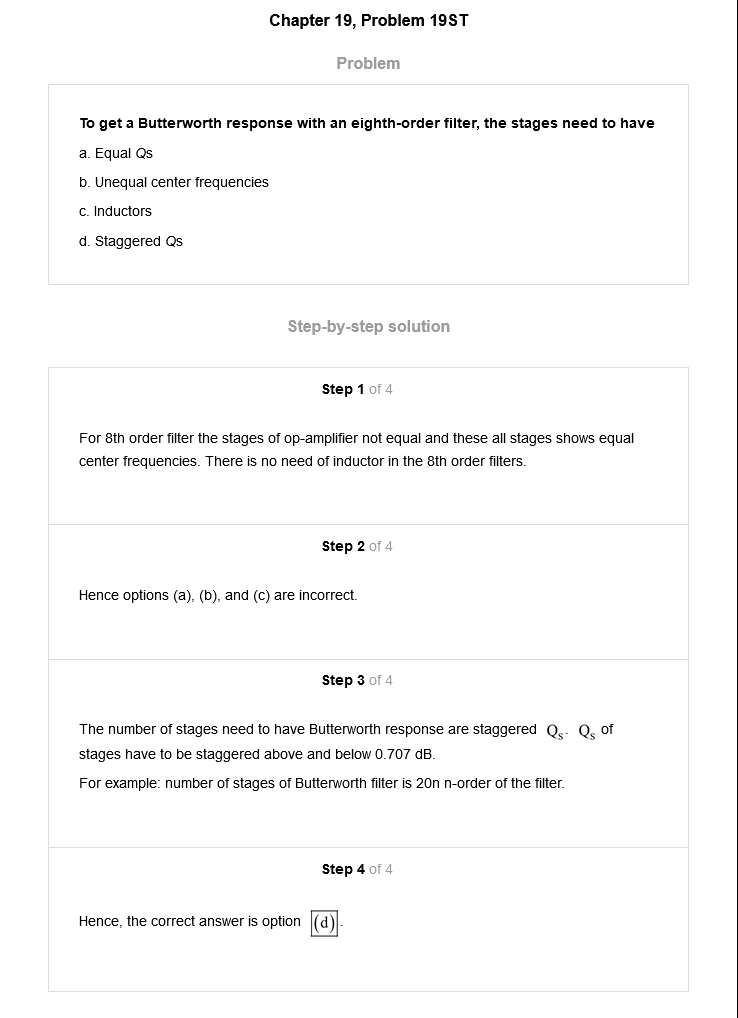 Chapter 19, Problem 19ST
Problem
To get a Butterworth response with an eighth-order filter, the stages need to have
a. Equal Qs
b. Unequal center frequencies
c. Inductors
d. Staggered Qs
Step-by-step solution
Step 1 of 4
For 8th order filter the stages of op-amplifier not equal and these all stages shows equal
center frequencies. There is no need of inductor in the 8th order filters.
Step 2 of 4
Hence options (a), (b), and (c) are incorrect.
Step 3 of 4
The number of stages need to have Butterworth response are staggered Qs. Qs of
stages have to be staggered above and below 0.707 dB.
For example: number of stages of Butterworth filter is 20n n-order of the filter.
Step 4 of 4
Hence, the correct answer is option (d).